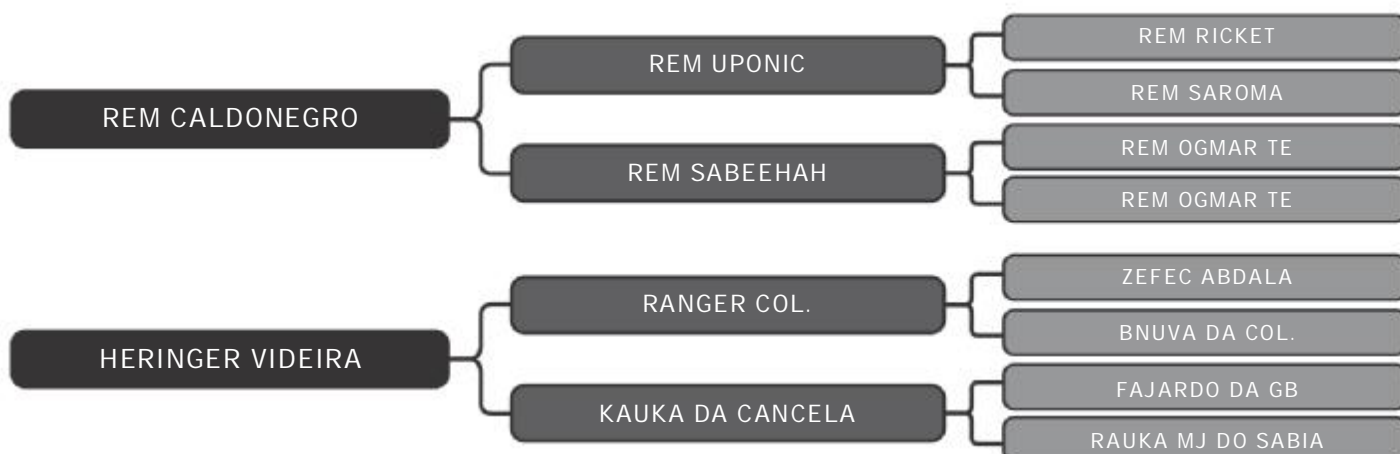 REM CALDONEGRO
REM UPONIC
REM RICKET
REM SAROMA
REM SABEEHAH
REM OGMAR TE
REM OGMAR TE
HERINGER VIDEIRA
RANGER COL.
ZEFEC ABDALA
BNUVA DA COL.
KAUKA DA CANCELA
FAJARDO DA GB
RAUKA MJ DO SABIA